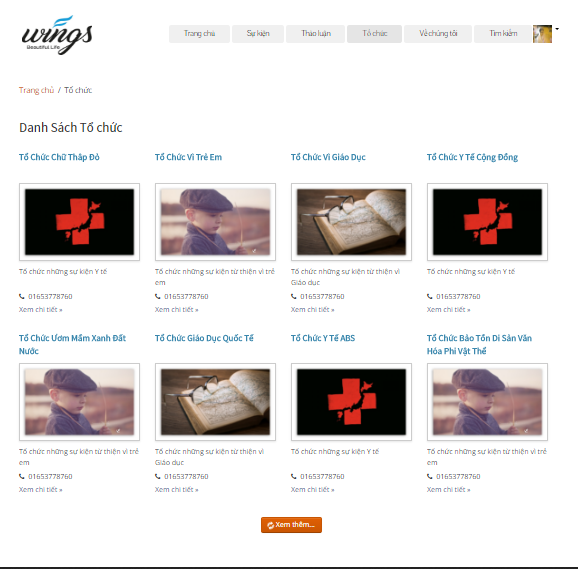 wings
Beautiful Life
Trang chủ
Sự kiện
Thảo luận
Tổ chức
Về chúng tôi
Tìm kiếm
Trang chủ / Tổ chức
Danh Sách Tổ chức
Tổ Chức Chữ Thập Đỏ
Tổ Chức Vì Trẻ Em
Tổ Chức Vì Giáo Dục
Tổ Chức Y Tế Cộng Đồng
Tổ chức những sự kiện Y tế
Tổ chức những sự kiện từ thiện vì trẻ
em
Tổ chức những sự kiện từ thiện vì
Giáo dục
Tổ chức những sự kiện Y tế
01653778760
01653778760
01653778760
01653778760
Xem chi tiết »
Xem chi tiết »
Xem chi tiết »
Xem chi tiết »
Tổ Chức Ươm Mầm Xanh Đất
Nước
Tổ Chức Giáo Dục Quốc Tế
Tổ Chức Y Tế ABS
Tổ Chức Bảo Tồn Di Sản Văn
Hóa Phi Vật Thể
Tổ chức những sự kiện từ thiện vì trẻ
em
Tổ chức những sự kiện từ thiện vì
Giáo dục
Tổ chức những sự kiện Y tế
Tổ chức những sự kiện từ thiện vì trẻ
em
01653778760
01653778760
01653778760
01653778760
Xem chi tiết »
Xem chi tiết »
Xem chi tiết »
Xem chi tiết »
Xem thêm...